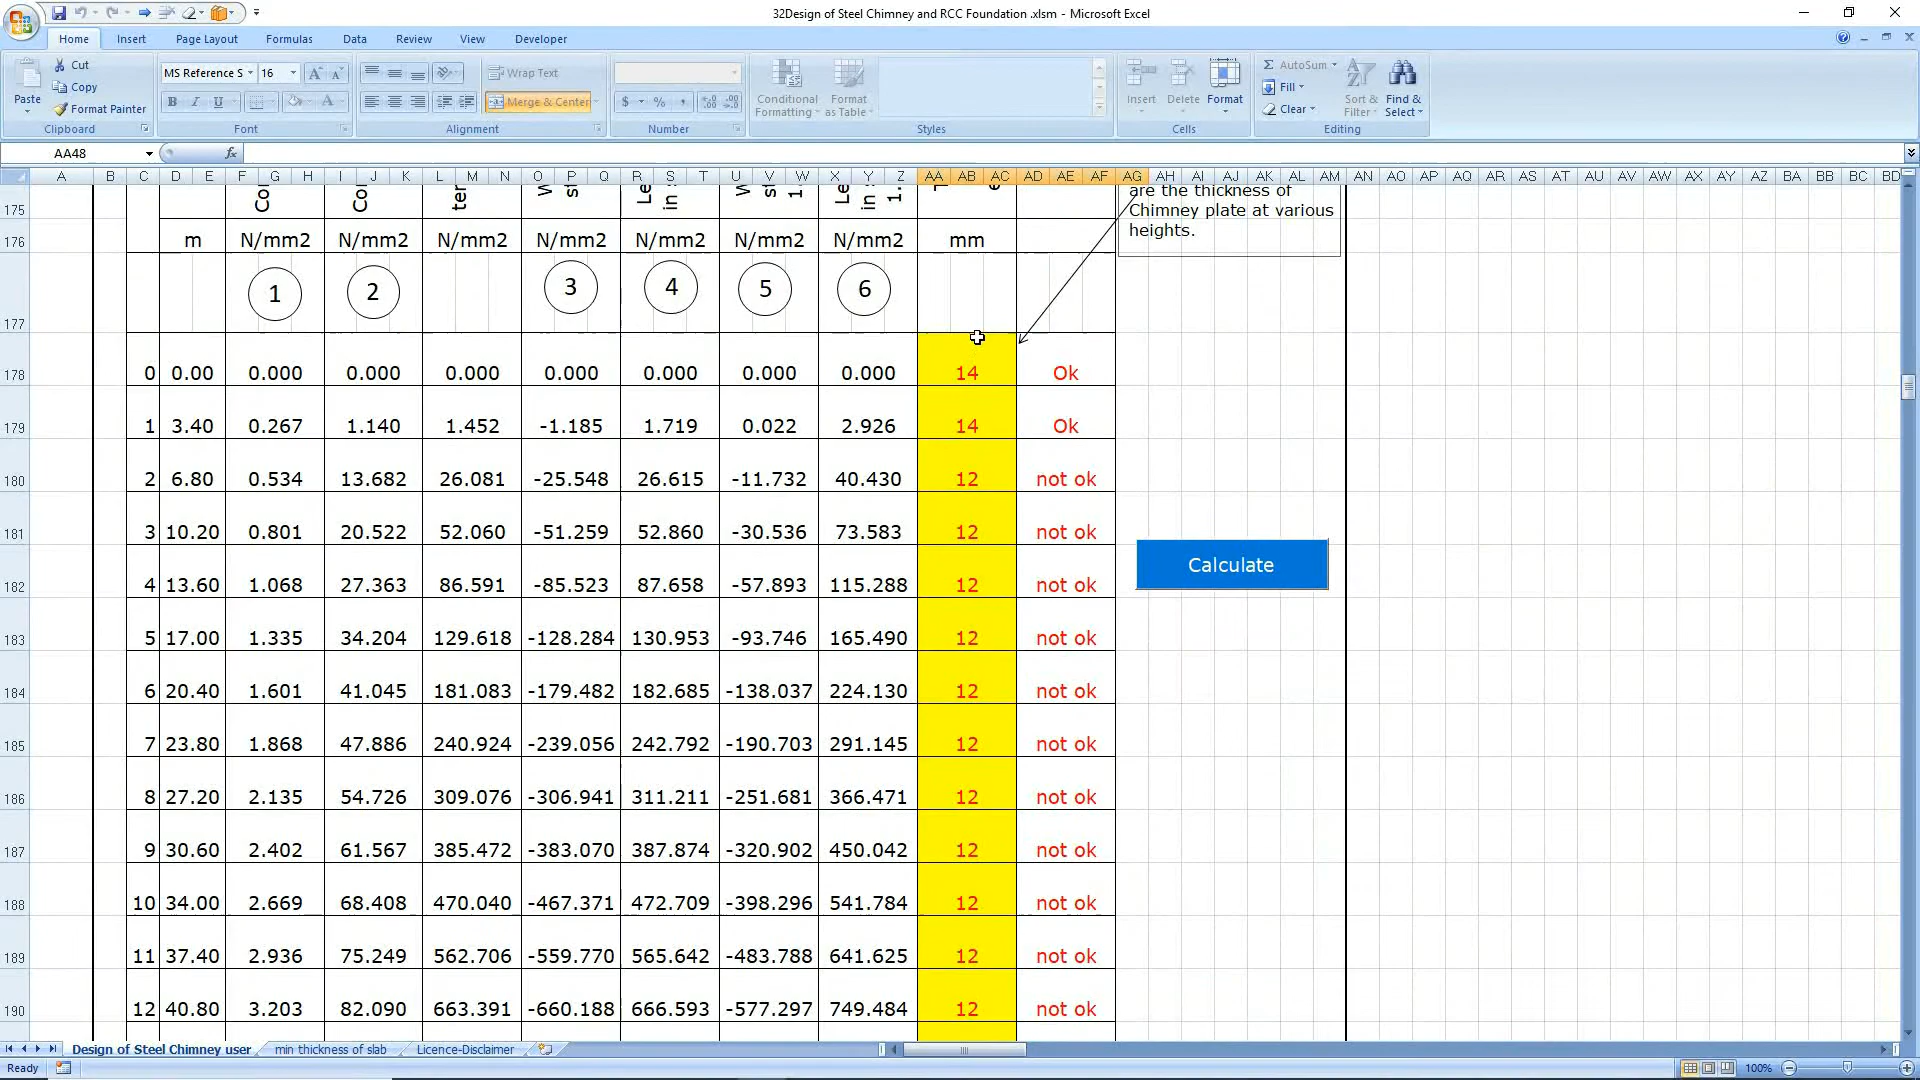 32Design of Steel Chimney and RCC Foundation .xlsm - Microsoft Excel
Home Insert Page Layout Formulas Data Review View Developer
Paste Cut Copy Format Painter Clipboard
MS Reference S 16 B I U Font
Wrap Text Merge & Center Alignment
$ % , Number
Conditional Formatting Format as Table Styles
Insert Delete Format Cells
Σ AutoSum Fill Clear Sort & Filter Find & Select Editing
AA48 fx
A B C D E F G H I J K L M N O P Q R S T U V W X Y Z AA AB AC AD AE AF AG AH AI AJ AK AL AM AN AO AP AQ AR AS AT AU AV AW AX AY AZ BA BB BC BD
are the thickness of
Chimney plate at various
heights.
175 Co Co ter W st Le in s W st 1 Le in s 1.
176 m N/mm2 N/mm2 N/mm2 N/mm2 N/mm2 N/mm2 N/mm2 mm
177 1 2 3 4 5 6
178 0 0.00 0.000 0.000 0.000 0.000 0.000 0.000 0.000 14 Ok
179 1 3.40 0.267 1.140 1.452 -1.185 1.719 0.022 2.926 14 Ok
180 2 6.80 0.534 13.682 26.081 -25.548 26.615 -11.732 40.430 12 not ok
181 3 10.20 0.801 20.522 52.060 -51.259 52.860 -30.536 73.583 12 not ok
182 4 13.60 1.068 27.363 86.591 -85.523 87.658 -57.893 115.288 12 not ok
183 5 17.00 1.335 34.204 129.618 -128.284 130.953 -93.746 165.490 12 not ok
184 6 20.40 1.601 41.045 181.083 -179.482 182.685 -138.037 224.130 12 not ok
185 7 23.80 1.868 47.886 240.924 -239.056 242.792 -190.703 291.145 12 not ok
186 8 27.20 2.135 54.726 309.076 -306.941 311.211 -251.681 366.471 12 not ok
187 9 30.60 2.402 61.567 385.472 -383.070 387.874 -320.902 450.042 12 not ok
188 10 34.00 2.669 68.408 470.040 -467.371 472.709 -398.296 541.784 12 not ok
189 11 37.40 2.936 75.249 562.706 -559.770 565.642 -483.788 641.625 12 not ok
190 12 40.80 3.203 82.090 663.391 -660.188 666.593 -577.297 749.484 12 not ok
Calculate
Design of Steel Chimney user min thickness of slab Licence-Disclaimer
Ready 100%